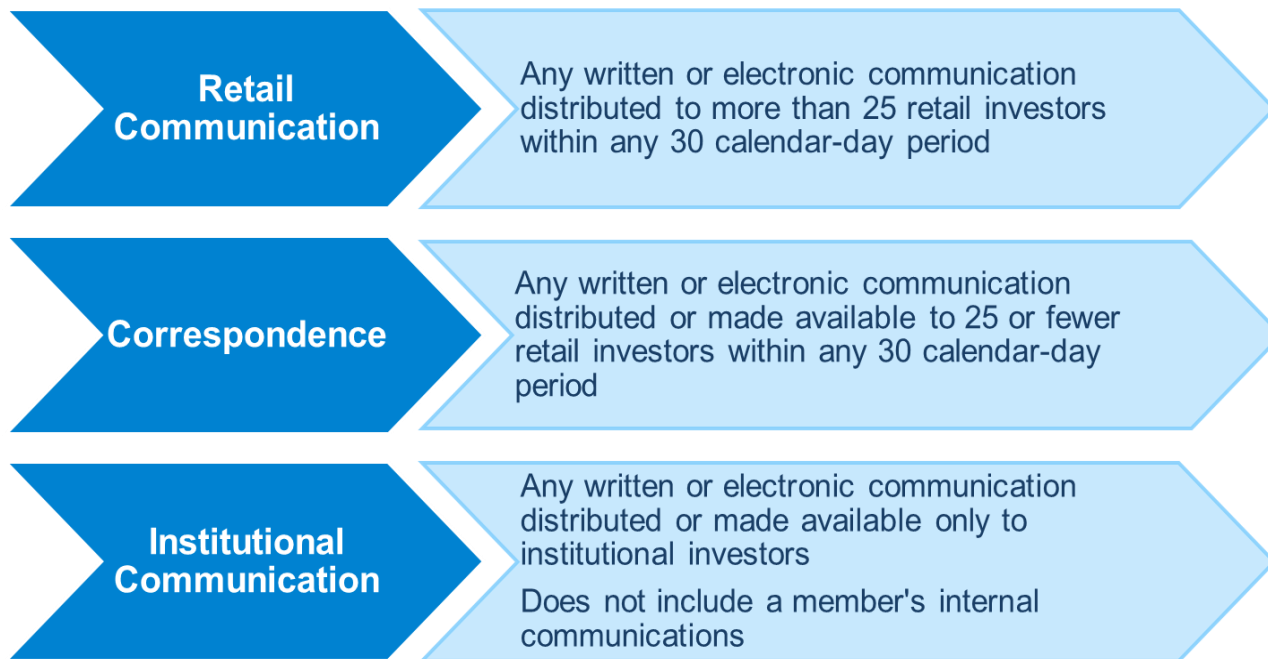 Retail
Communication
Any written or electronic communication
distributed to more than 25 retail investors
within any 30 calendar-day period
Correspondence
Any written or electronic communication
distributed or made available to 25 or fewer
retail investors within any 30 calendar-day
period
Institutional
Communication
Any written or electronic communication
distributed or made available only to
institutional investors
Does not include a member's internal
communications